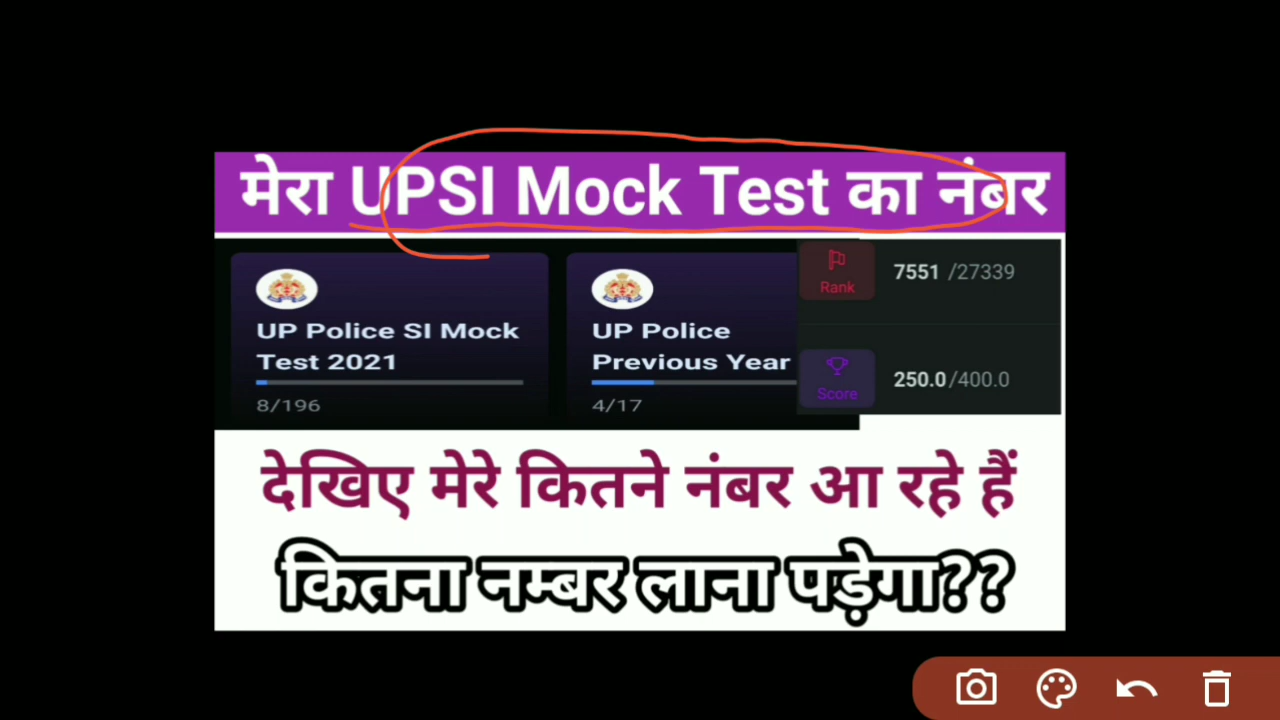 मेरा UPSI Mock Test का नंबर
UP Police SI Mock
Test 2021
8/196
UP Police
Previous Year
4/17
Rank
7551 /27339
Score
250.0/400.0
देखिए मेरे कितने नंबर आ रहे हैं
कितना नम्बर लाना पड़ेगा??